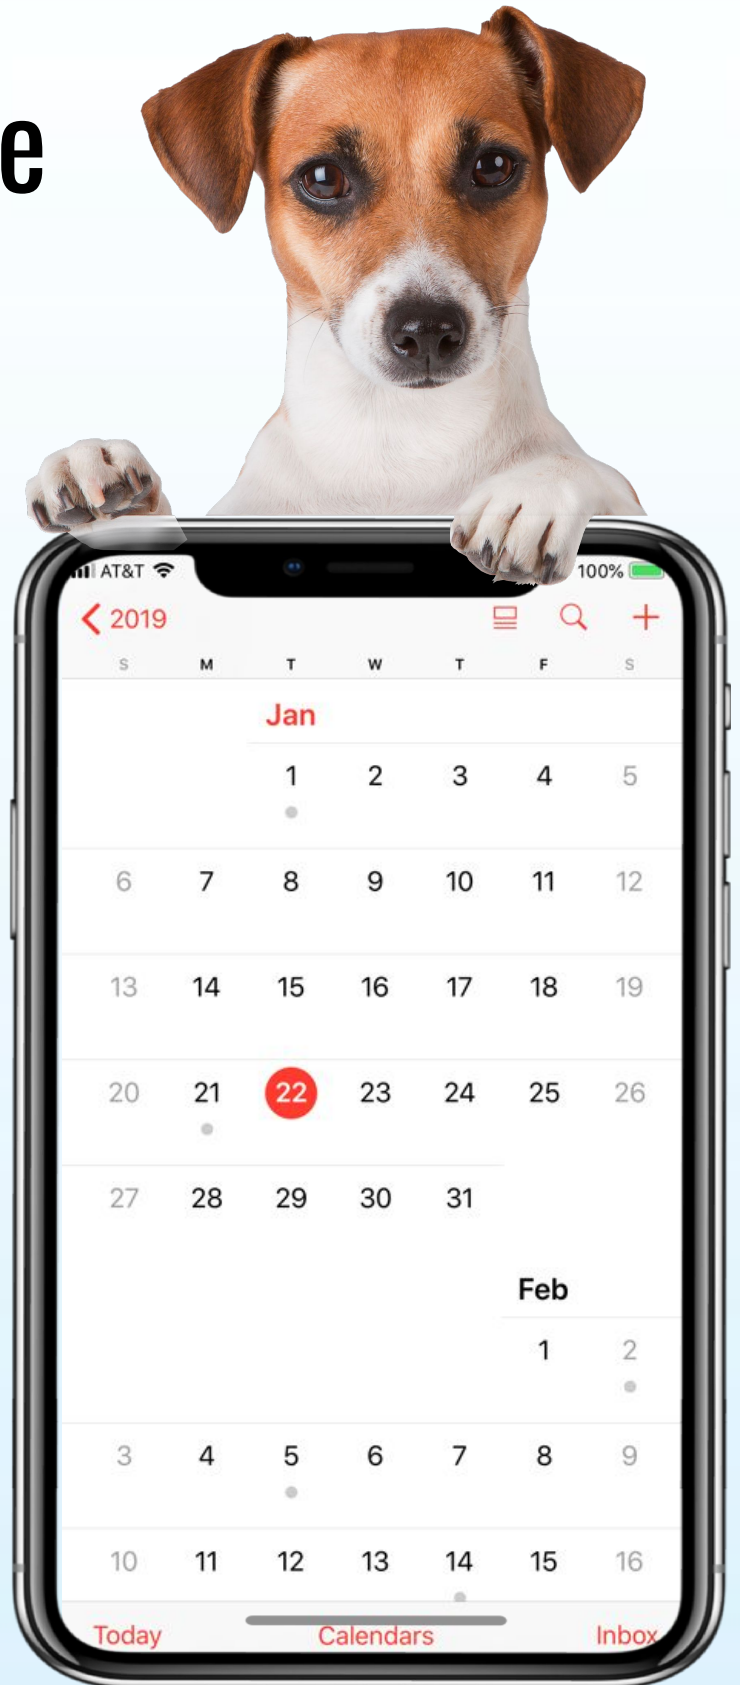 e
AT&T 100%
2019
S M T W T F S
Jan
1 2 3 4 5
6 7 8 9 10 11 12
13 14 15 16 17 18 19
20 21 22 23 24 25 26
27 28 29 30 31
Feb
1 2
3 4 5 6 7 8 9
10 11 12 13 14 15 16
Today Calendars Inbox